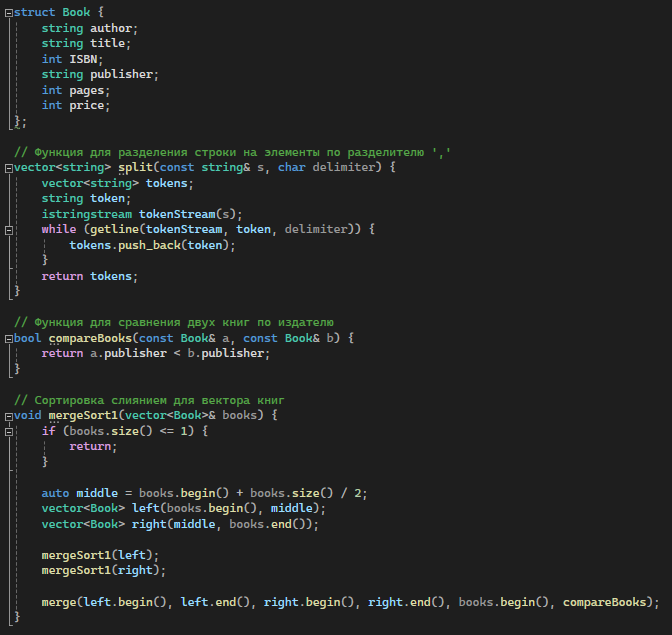 struct Book {
    string author;
    string title;
    int ISBN;
    string publisher;
    int pages;
    int price;
};
// Функция для разделения строки на элементы по разделителю ','
vector<string> split(const string& s, char delimiter) {
    vector<string> tokens;
    string token;
    istringstream tokenStream(s);
    while (getline(tokenStream, token, delimiter)) {
        tokens.push_back(token);
    }
    return tokens;
}
// Функция для сравнения двух книг по издателю
bool compareBooks(const Book& a, const Book& b) {
    return a.publisher < b.publisher;
}
// Сортировка слиянием для вектора книг
void mergeSort1(vector<Book>& books) {
    if (books.size() <= 1) {
        return;
    }
    auto middle = books.begin() + books.size() / 2;
    vector<Book> left(books.begin(), middle);
    vector<Book> right(middle, books.end());
    mergeSort1(left);
    mergeSort1(right);
    merge(left.begin(), left.end(), right.begin(), right.end(), books.begin(), compareBooks);
}